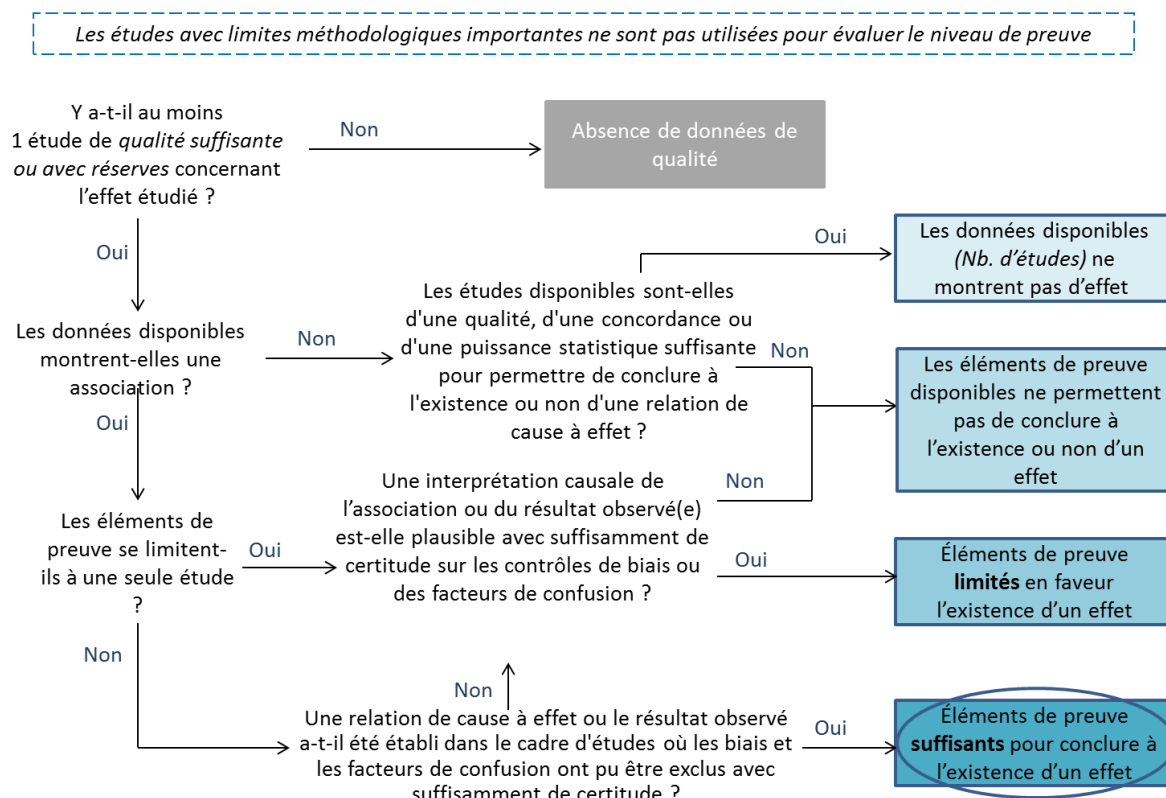 Les études avec limites méthodologiques importantes ne sont pas utilisées pour évaluer le niveau de preuve
Y a-t-il au moins
1 étude de qualité suffisante
ou avec réserves concernant
l'effet étudié ?
Non
Absence de données de
qualité
Oui
Oui
Les données disponibles
(Nb. d'études) ne
montrent pas d'effet
Les données disponibles
montrent-elles une
association ?
Non
Les études disponibles sont-elles
d'une qualité, d'une concordance ou
d'une puissance statistique suffisante
pour permettre de conclure à
l'existence ou non d'une relation de
cause à effet ?
Non
Les éléments de preuve
disponibles ne permettent
pas de conclure à
l'existence ou non d'un
effet
Oui
Les éléments de
preuve se limitent-
ils à une seule étude
?
Oui
Une interprétation causale de
l'association ou du résultat observé(e)
est-elle plausible avec suffisamment de
certitude sur les contrôles de biais ou
des facteurs de confusion ?
Non
Oui
Éléments de preuve
limités en faveur
l'existence d'un effet
Non
Non
Une relation de cause à effet ou le résultat observé
a-t-il été établi dans le cadre d'études où les biais et
les facteurs de confusion ont pu être exclus avec
suffisamment de certitude ?
Oui
Éléments de preuve
suffisants pour conclure à
l'existence d'un effet